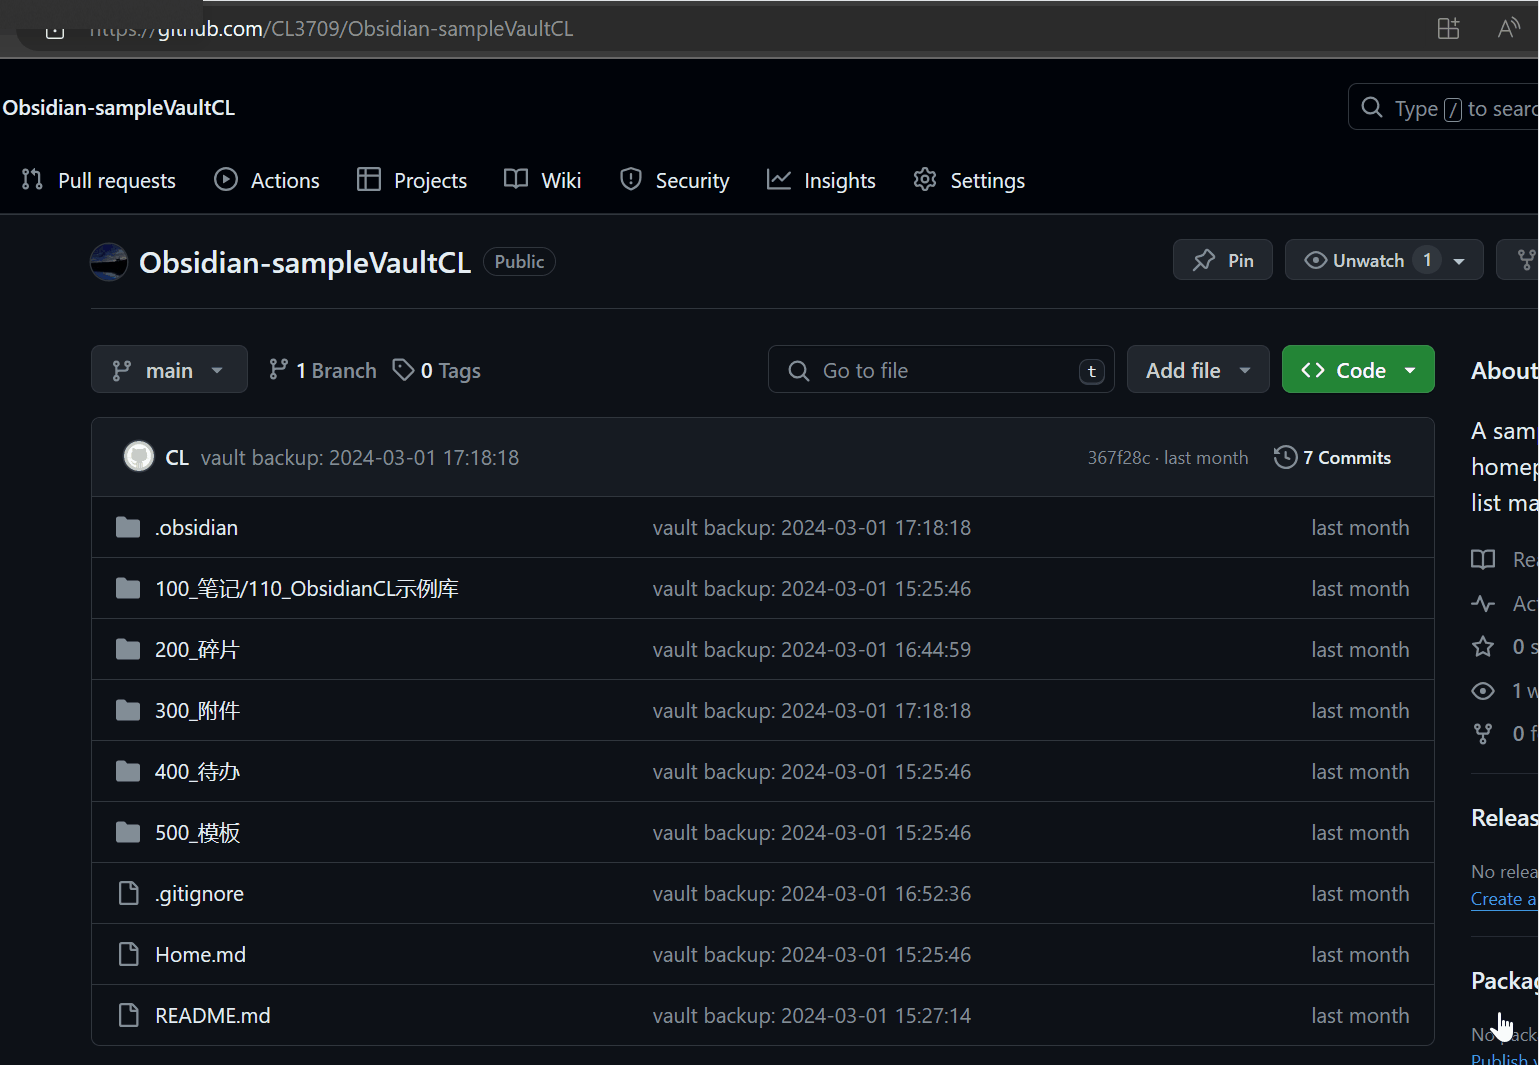 https://github.com/CL3709/Obsidian-sampleVaultCL
Obsidian-sampleVaultCL
Type / to searc
Pull requests Actions Projects Wiki Security Insights Settings
Obsidian-sampleVaultCL Public
Pin Unwatch 1
main 1 Branch 0 Tags Go to file t Add file Code
CL vault backup: 2024-03-01 17:18:18 367f28c · last month 7 Commits
.obsidian vault backup: 2024-03-01 17:18:18 last month
100_笔记/110_ObsidianCL示例库 vault backup: 2024-03-01 15:25:46 last month
200_碎片 vault backup: 2024-03-01 16:44:59 last month
300_附件 vault backup: 2024-03-01 17:18:18 last month
400_待办 vault backup: 2024-03-01 15:25:46 last month
500_模板 vault backup: 2024-03-01 15:25:46 last month
.gitignore vault backup: 2024-03-01 16:52:36 last month
Home.md vault backup: 2024-03-01 15:25:46 last month
README.md vault backup: 2024-03-01 15:27:14 last month
About
A sam
homep
list ma
Rea
Act
0 s
1 w
0 f
Releas
No relea
Create a
Packag
No pack
Publish